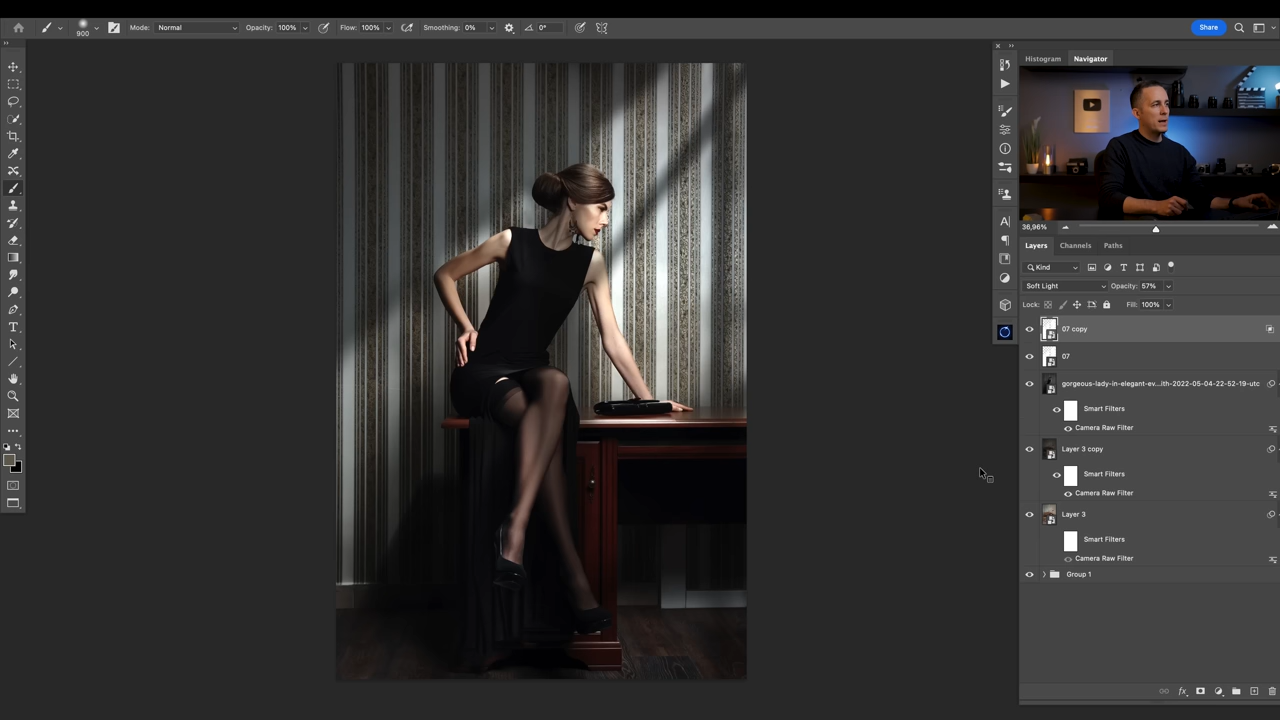 900
Mode: Normal
Opacity: 100%
Flow: 100%
Smoothing: 0%
0°
Share
Histogram
Navigator
36,96%
Layers
Channels
Paths
Kind
Soft Light
Opacity: 57%
Lock:
Fill: 100%
07 copy
07
gorgeous-lady-in-elegant-ev...ith-2022-05-04-22-52-19-utc
Smart Filters
Camera Raw Filter
Layer 3 copy
Smart Filters
Camera Raw Filter
Layer 3
Smart Filters
Camera Raw Filter
Group 1
fx